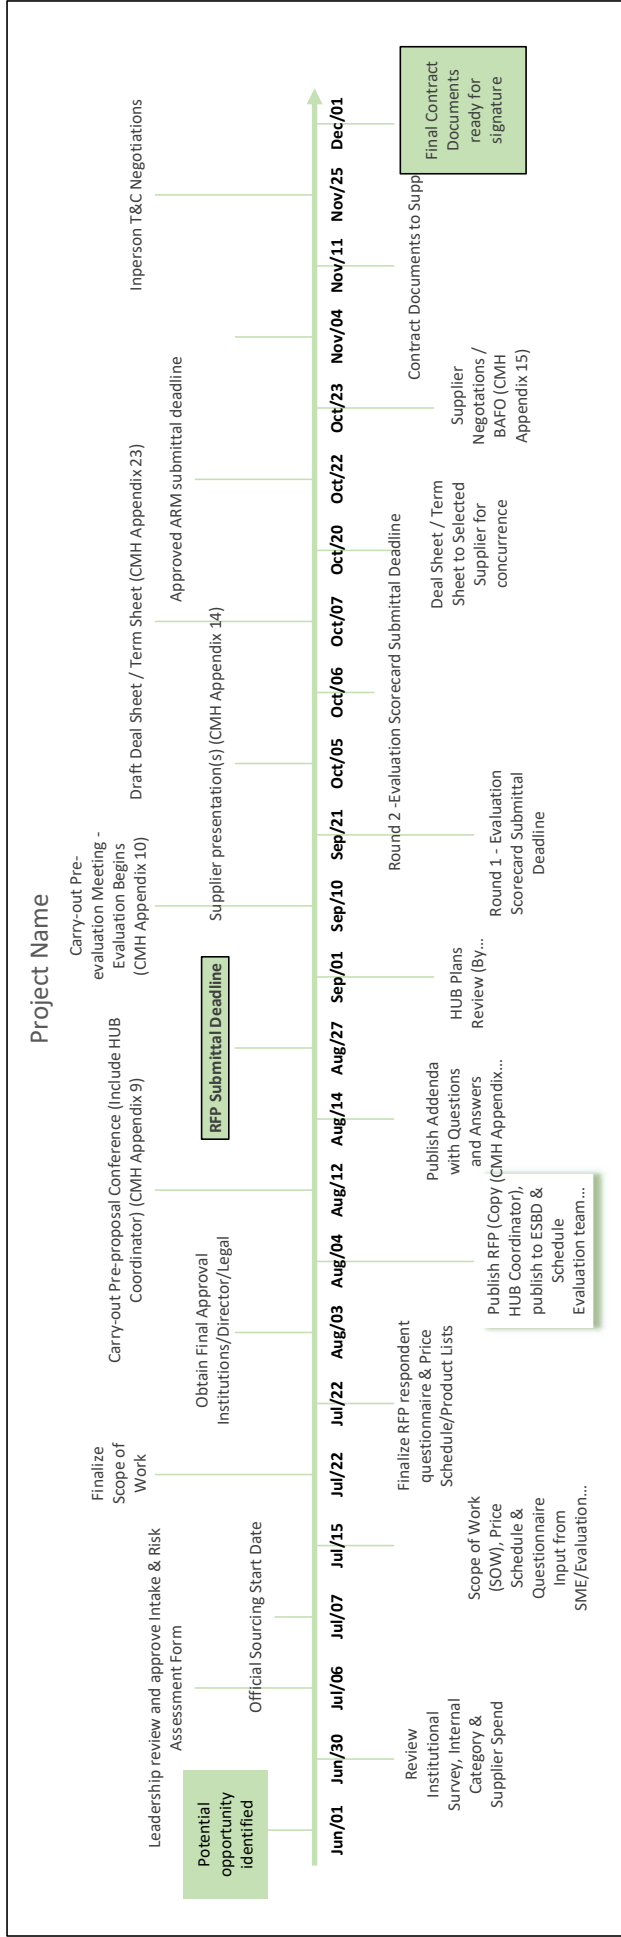 Project Name
Leadership review and approve Intake & Risk
Assessment Form
Finalize
Scope of
Work
Carry-out Pre-proposal Conference (Include HUB
Coordinator) (CMH Appendix 9)
Carry-out Pre-
evaluation Meeting -
Evaluation Begins
(CMH Appendix 10)
Draft Deal Sheet / Term Sheet (CMH Appendix 23)
Inperson T&C Negotiations
Potential
opportunity
identified
Official Sourcing Start Date
Obtain Final Approval
Institutions/Director/Legal
RFP Submittal Deadline
Supplier presentation(s) (CMH Appendix 14)
Approved ARM submittal deadline
Jun/01
Jun/30
Jul/06
Jul/07
Jul/15
Jul/22
Jul/22
Aug/03
Aug/04
Aug/12
Aug/14
Aug/27
Sep/01
Sep/10
Sep/21
Oct/05
Oct/06
Oct/07
Oct/20
Oct/22
Oct/23
Nov/04
Nov/11
Nov/25
Dec/01
Review
Institutional
Survey, Internal
Category &
Supplier Spend
Scope of Work
(SOW), Price
Schedule &
Questionnaire
Input from
SME/Evaluation...
Finalize RFP respondent
questionnaire & Price
Schedule/Product Lists
Publish RFP (Copy
HUB Coordinator),
publish to ESBD &
Schedule
Evaluation team...
Publish Addenda
with Questions
and Answers
(CMH Appendix...
HUB Plans
Review (By...
Round 1 - Evaluation
Scorecard Submittal
Deadline
Round 2 -Evaluation Scorecard Submittal Deadline
Deal Sheet / Term
Sheet to Selected
Supplier for
concurrence
Supplier
Negotations /
BAFO (CMH
Appendix 15)
Contract Documents to Supp
Final Contract
Documents
ready for
signature